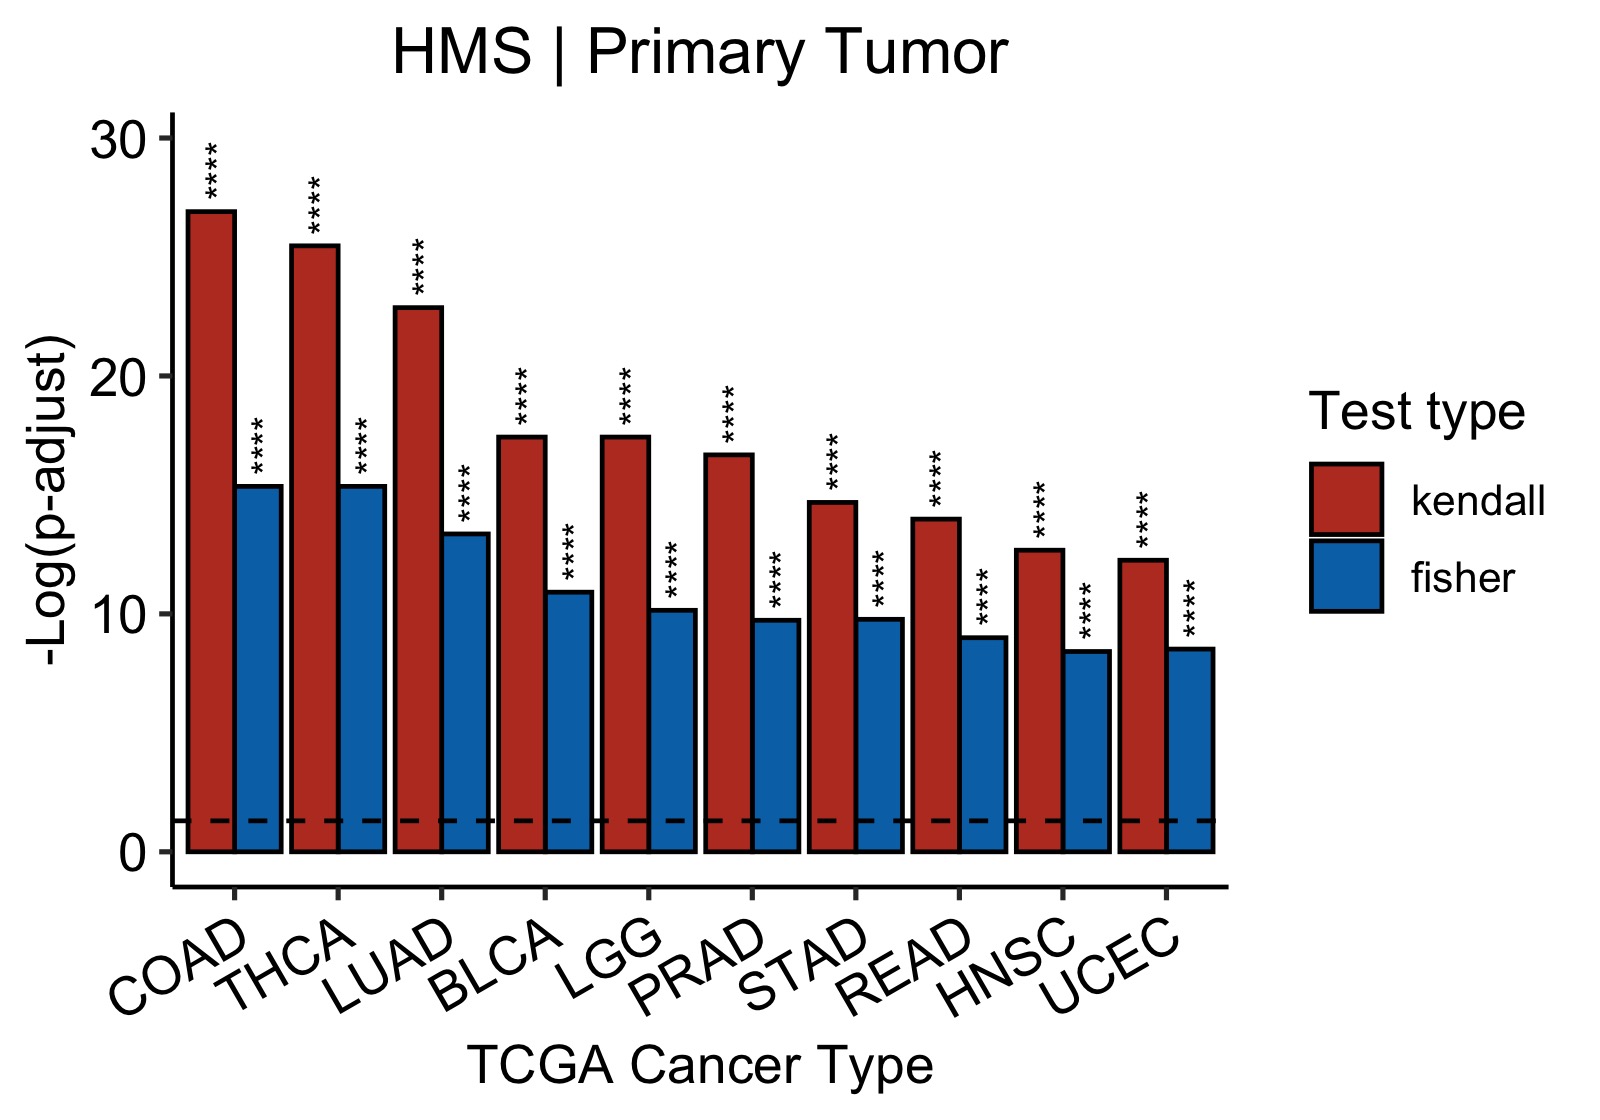 HMS | Primary Tumor
-Log(p-adjust)
30
20
10
0
**** **** **** **** **** **** **** **** **** ****
**** **** **** **** **** **** **** **** **** ****
COAD THCA LUAD BLCA LGG PRAD STAD READ HNSC UCEC
TCGA Cancer Type
Test type
kendall
fisher